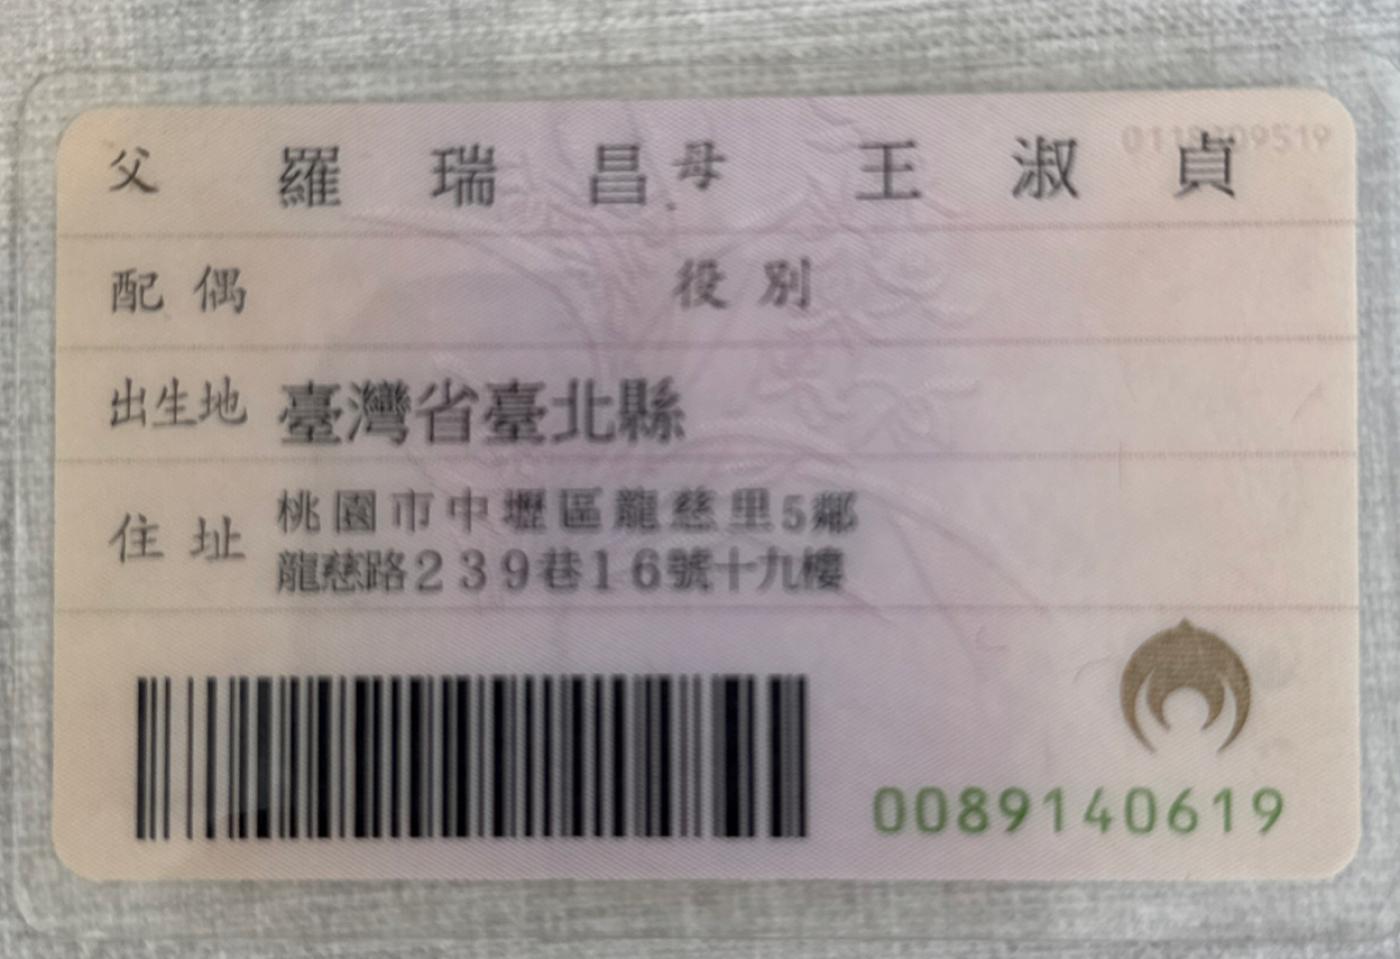 父 羅瑞昌 母 王淑貞
配偶 役別
出生地 臺灣省臺北縣
住址 桃園市中壢區龍慈里5鄰
龍慈路239巷16號十九樓
0089140619